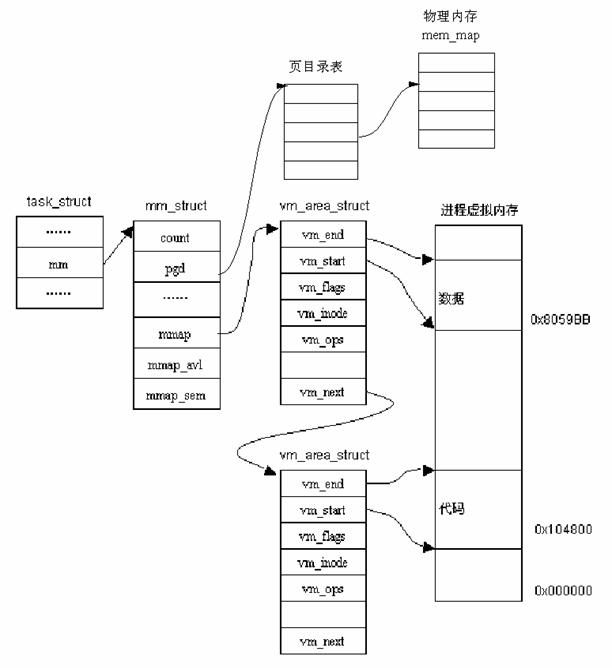 物理内存
mem_map
页目录表
task_struct
······
mm
······
mm_struct
count
pgd
······
mmap
mmap_avl
mmap_sem
vm_area_struct
vm_end
vm_start
vm_flags
vm_inode
vm_ops
vm_next
进程虚拟内存
数据
0x8059BB
代码
0x104800
0x000000
vm_area_struct
vm_end
vm_start
vm_flags
vm_inode
vm_ops
vm_next